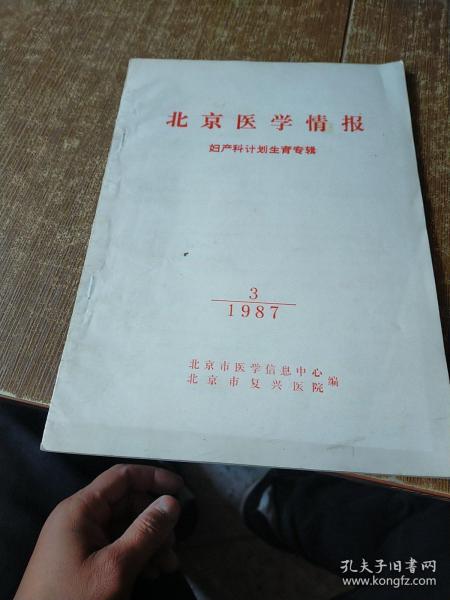 北京医学情报
妇产科计划生育专辑
3
1987
北京市医学信息中心
北京市复兴医院
编
孔夫子旧书网
www.kongfz.com